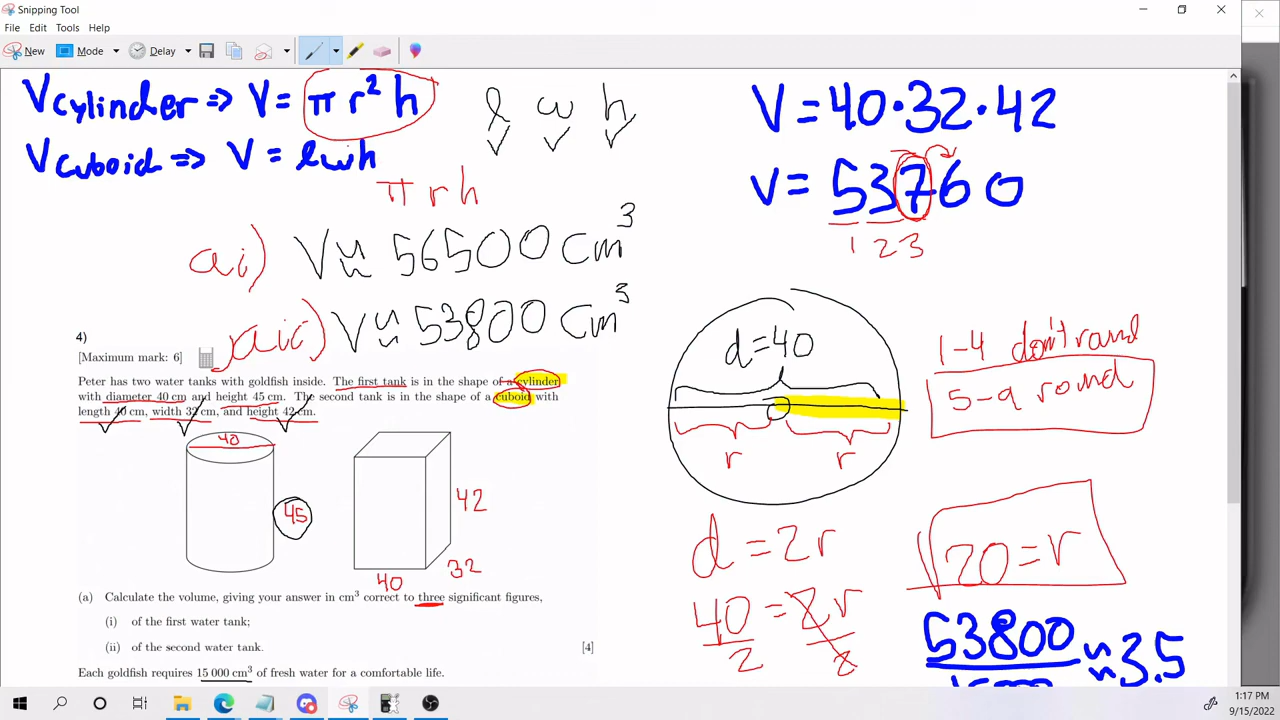 Snipping Tool
File Edit Tools Help
New Mode Delay
Vcylinder => V = π r² h
l w h
Vcuboid => V = lwh
π r h
ai) V ≈ 56500 cm³
aii) V ≈ 53800 cm³
V = 40·32·42
V = 53760
1 2 3
4)
[Maximum mark: 6]
Peter has two water tanks with goldfish inside. The first tank is in the shape of a cylinder
with diameter 40 cm and height 45 cm. The second tank is in the shape of a cuboid with
length 40 cm, width 32 cm, and height 42 cm.
40
45
42
32
40
(a) Calculate the volume, giving your answer in cm³ correct to three significant figures,
(i) of the first water tank;
(ii) of the second water tank. [4]
Each goldfish requires 15 000 cm³ of fresh water for a comfortable life.
d=40
r r
1-4 don't round
5-9 round
d = 2r
40 = 2r
2 2
20 = r
53800 ≈ 3.5
1:17 PM
9/15/2022